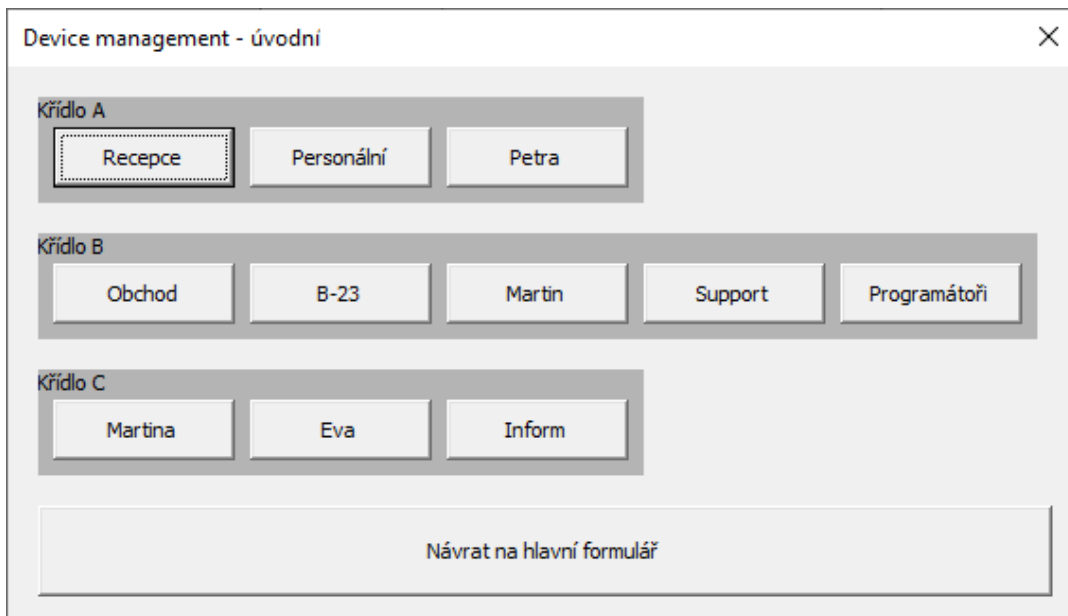 Device management - úvodní
Křídlo A
Recepce Personální Petra
Křídlo B
Obchod B-23 Martin Support Programátoři
Křídlo C
Martina Eva Inform
Návrat na hlavní formulář